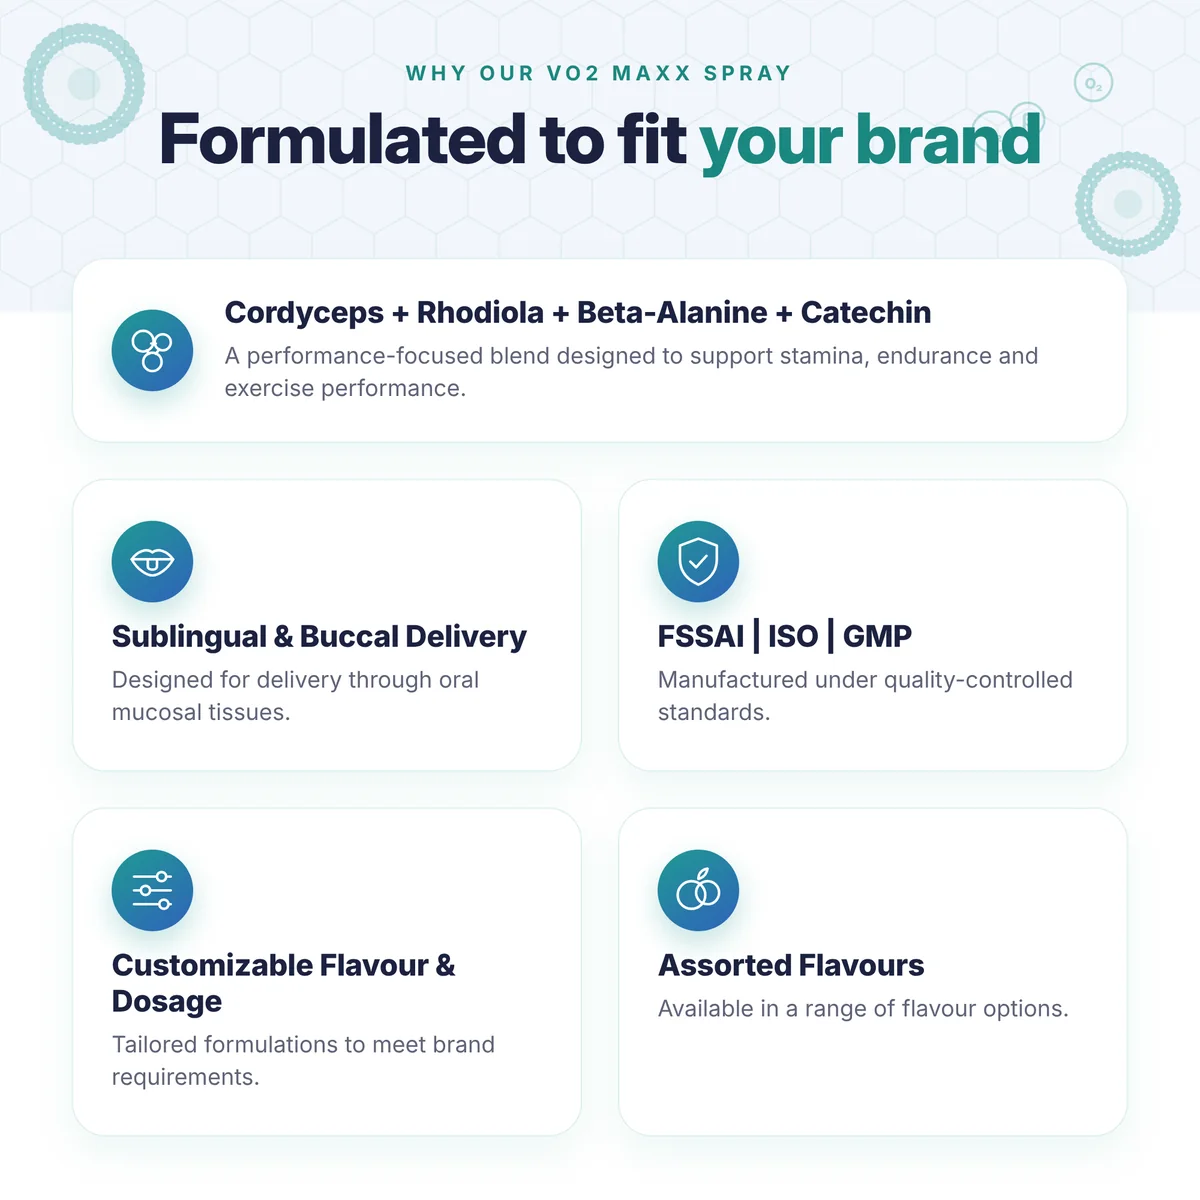 WHY OUR VO2 MAXX SPRAY
Formulated to fit your brand
O₂
Cordyceps + Rhodiola + Beta-Alanine + Catechin
A performance-focused blend designed to support stamina, endurance and
exercise performance.
Sublingual & Buccal Delivery
Designed for delivery through oral
mucosal tissues.
FSSAI | ISO | GMP
Manufactured under quality-controlled
standards.
Customizable Flavour &
Dosage
Tailored formulations to meet brand
requirements.
Assorted Flavours
Available in a range of flavour options.